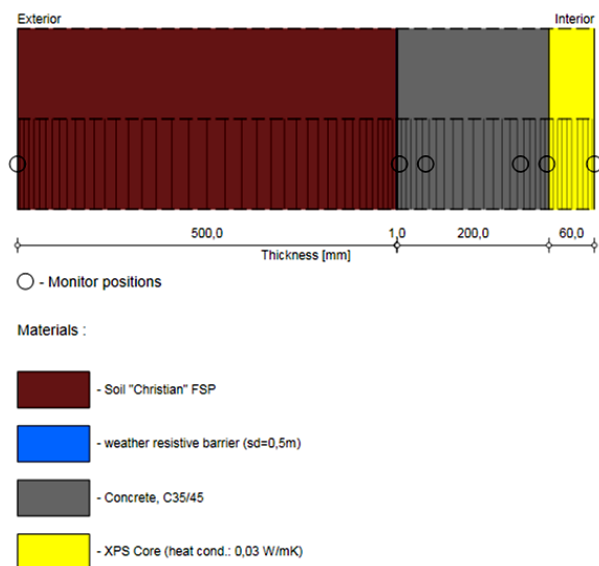 Exterior Interior
500,0 1,0 200,0 60,0
Thickness [mm]
- Monitor positions
Materials :
- Soil "Christian" FSP
- weather resistive barrier (sd=0,5m)
- Concrete, C35/45
- XPS Core (heat cond.: 0,03 W/mK)